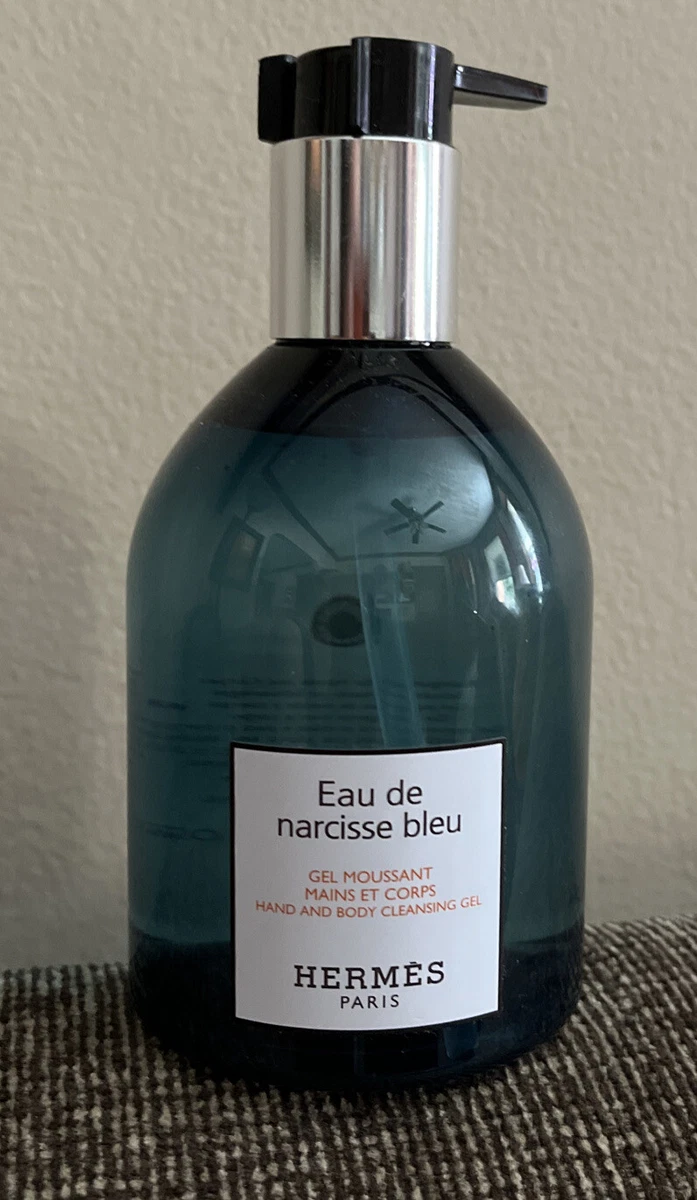 Eau de
narcisse bleu
GEL MOUSSANT
MAINS ET CORPS
HAND AND BODY CLEANSING GEL
HERMÈS
PARIS